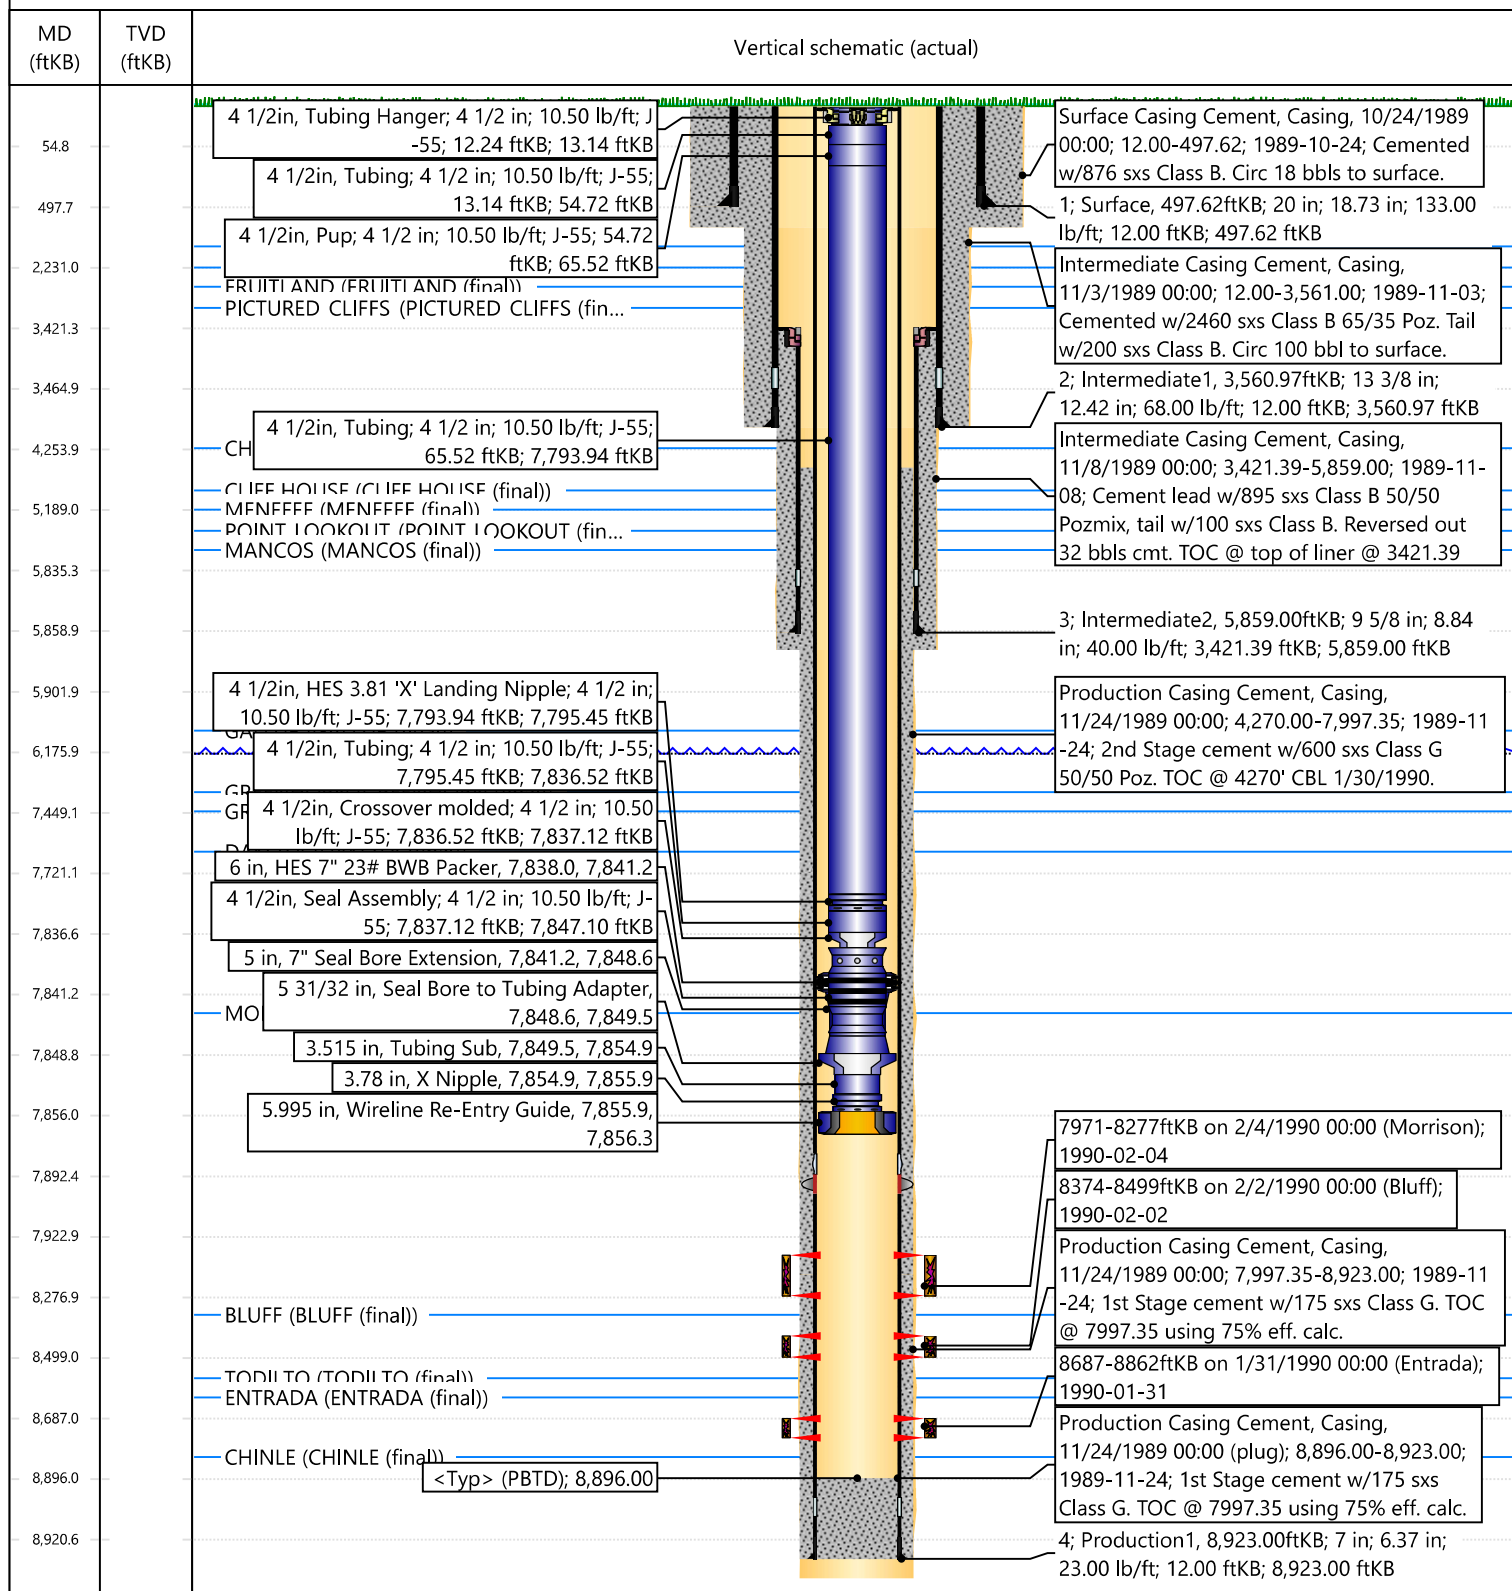 MD
(ftKB)
TVD
(ftKB)
Vertical schematic (actual)
54.8
497.7
2,231.0
3,421.3
3,464.9
4,253.9
5,189.0
5,835.3
5,858.9
5,901.9
6,175.9
7,449.1
7,721.1
7,836.6
7,841.2
7,848.8
7,856.0
7,892.4
7,922.9
8,276.9
8,499.0
8,687.0
8,896.0
8,920.6
4 1/2in, Tubing Hanger; 4 1/2 in; 10.50 lb/ft; J
-55; 12.24 ftKB; 13.14 ftKB
4 1/2in, Tubing; 4 1/2 in; 10.50 lb/ft; J-55;
13.14 ftKB; 54.72 ftKB
4 1/2in, Pup; 4 1/2 in; 10.50 lb/ft; J-55; 54.72
ftKB; 65.52 ftKB
FRUITLAND (FRUITLAND (final))
PICTURED CLIFFS (PICTURED CLIFFS (fin...
4 1/2in, Tubing; 4 1/2 in; 10.50 lb/ft; J-55;
65.52 ftKB; 7,793.94 ftKB
CH
CLIFF HOUSE (CLIFF HOUSE (final))
MENEFEE (MENEFEE (final))
POINT LOOKOUT (POINT LOOKOUT (fin...
MANCOS (MANCOS (final))
4 1/2in, HES 3.81 'X' Landing Nipple; 4 1/2 in;
10.50 lb/ft; J-55; 7,793.94 ftKB; 7,795.45 ftKB
GA
4 1/2in, Tubing; 4 1/2 in; 10.50 lb/ft; J-55;
7,795.45 ftKB; 7,836.52 ftKB
GR
4 1/2in, Crossover molded; 4 1/2 in; 10.50
GR
lb/ft; J-55; 7,836.52 ftKB; 7,837.12 ftKB
DA
6 in, HES 7" 23# BWB Packer, 7,838.0, 7,841.2
4 1/2in, Seal Assembly; 4 1/2 in; 10.50 lb/ft; J-
55; 7,837.12 ftKB; 7,847.10 ftKB
5 in, 7" Seal Bore Extension, 7,841.2, 7,848.6
5 31/32 in, Seal Bore to Tubing Adapter,
7,848.6, 7,849.5
MO
3.515 in, Tubing Sub, 7,849.5, 7,854.9
3.78 in, X Nipple, 7,854.9, 7,855.9
5.995 in, Wireline Re-Entry Guide, 7,855.9,
7,856.3
BLUFF (BLUFF (final))
TODILTO (TODILTO (final))
ENTRADA (ENTRADA (final))
CHINLE (CHINLE (final))
<Typ> (PBTD); 8,896.00
Surface Casing Cement, Casing, 10/24/1989
00:00; 12.00-497.62; 1989-10-24; Cemented
w/876 sxs Class B. Circ 18 bbls to surface.
1; Surface, 497.62ftKB; 20 in; 18.73 in; 133.00
lb/ft; 12.00 ftKB; 497.62 ftKB
Intermediate Casing Cement, Casing,
11/3/1989 00:00; 12.00-3,561.00; 1989-11-03;
Cemented w/2460 sxs Class B 65/35 Poz. Tail
w/200 sxs Class B. Circ 100 bbl to surface.
2; Intermediate1, 3,560.97ftKB; 13 3/8 in;
12.42 in; 68.00 lb/ft; 12.00 ftKB; 3,560.97 ftKB
Intermediate Casing Cement, Casing,
11/8/1989 00:00; 3,421.39-5,859.00; 1989-11-
08; Cement lead w/895 sxs Class B 50/50
Pozmix, tail w/100 sxs Class B. Reversed out
32 bbls cmt. TOC @ top of liner @ 3421.39
3; Intermediate2, 5,859.00ftKB; 9 5/8 in; 8.84
in; 40.00 lb/ft; 3,421.39 ftKB; 5,859.00 ftKB
Production Casing Cement, Casing,
11/24/1989 00:00; 4,270.00-7,997.35; 1989-11
-24; 2nd Stage cement w/600 sxs Class G
50/50 Poz. TOC @ 4270' CBL 1/30/1990.
7971-8277ftKB on 2/4/1990 00:00 (Morrison);
1990-02-04
8374-8499ftKB on 2/2/1990 00:00 (Bluff);
1990-02-02
Production Casing Cement, Casing,
11/24/1989 00:00; 7,997.35-8,923.00; 1989-11
-24; 1st Stage cement w/175 sxs Class G. TOC
@ 7997.35 using 75% eff. calc.
8687-8862ftKB on 1/31/1990 00:00 (Entrada);
1990-01-31
Production Casing Cement, Casing,
11/24/1989 00:00 (plug); 8,896.00-8,923.00;
1989-11-24; 1st Stage cement w/175 sxs
Class G. TOC @ 7997.35 using 75% eff. calc.
4; Production1, 8,923.00ftKB; 7 in; 6.37 in;
23.00 lb/ft; 12.00 ftKB; 8,923.00 ftKB